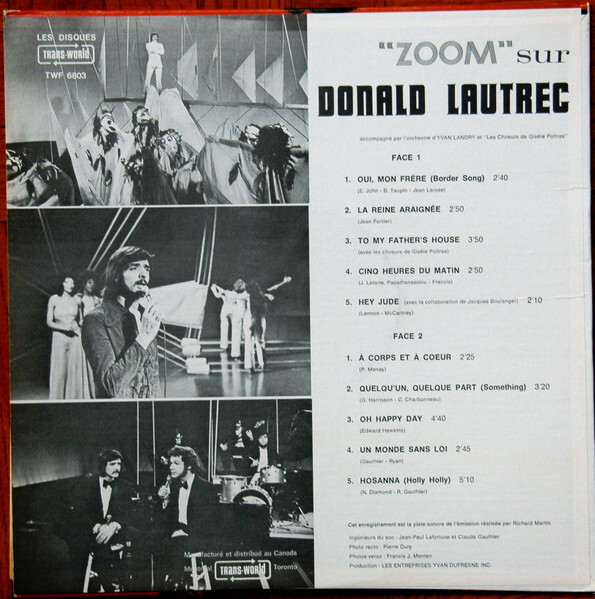 LES DISQUES
TRANS-WORLD
TWF 6803
"ZOOM" sur
DONALD LAUTREC
accompagné par l'orchestre d'YVAN LANDRY et "Les Choeurs de Gisèle Poitras"
FACE 1
1. OUI, MON FRÈRE (Border Song) 2'40
(E. John - B. Taupin - Jean Larose)
2. LA REINE ARAIGNÉE 2'50
(Jean Fortier)
3. TO MY FATHER'S HOUSE 3'50
(avec les choeurs de Gisèle Poitras)
4. CINQ HEURES DU MATIN 2'50
(J. Letarte, Papathanassiou - Francis)
5. HEY JUDE (avec la collaboration de Jacques Boulanger) 2'10
(Lennon - McCartney)
FACE 2
1. À CORPS ET À COEUR 2'25
(P. Monay)
2. QUELQU'UN, QUELQUE PART (Something) 3'20
(G. Harrisson - C. Charbonneau)
3. OH HAPPY DAY 4'40
(Edward Hawkins)
4. UN MONDE SANS LOI 2'45
(Gauthier - Ryan)
5. HOSANNA (Holly Holly) 5'10
(N. Diamond - R. Gauthier)
Cet enregistrement est la piste sonore de l'émission réalisée par Richard Martin
Ingénieurs du son : Jean-Paul Lafortune et Claude Gauthier
Photo recto : Pierre Dury
Photos verso : Francis J. Menten
Production : LES ENTREPRISES YVAN DUFRESNE INC.
Manufacturé et distribué au Canada
Montréal TRANS-WORLD Toronto